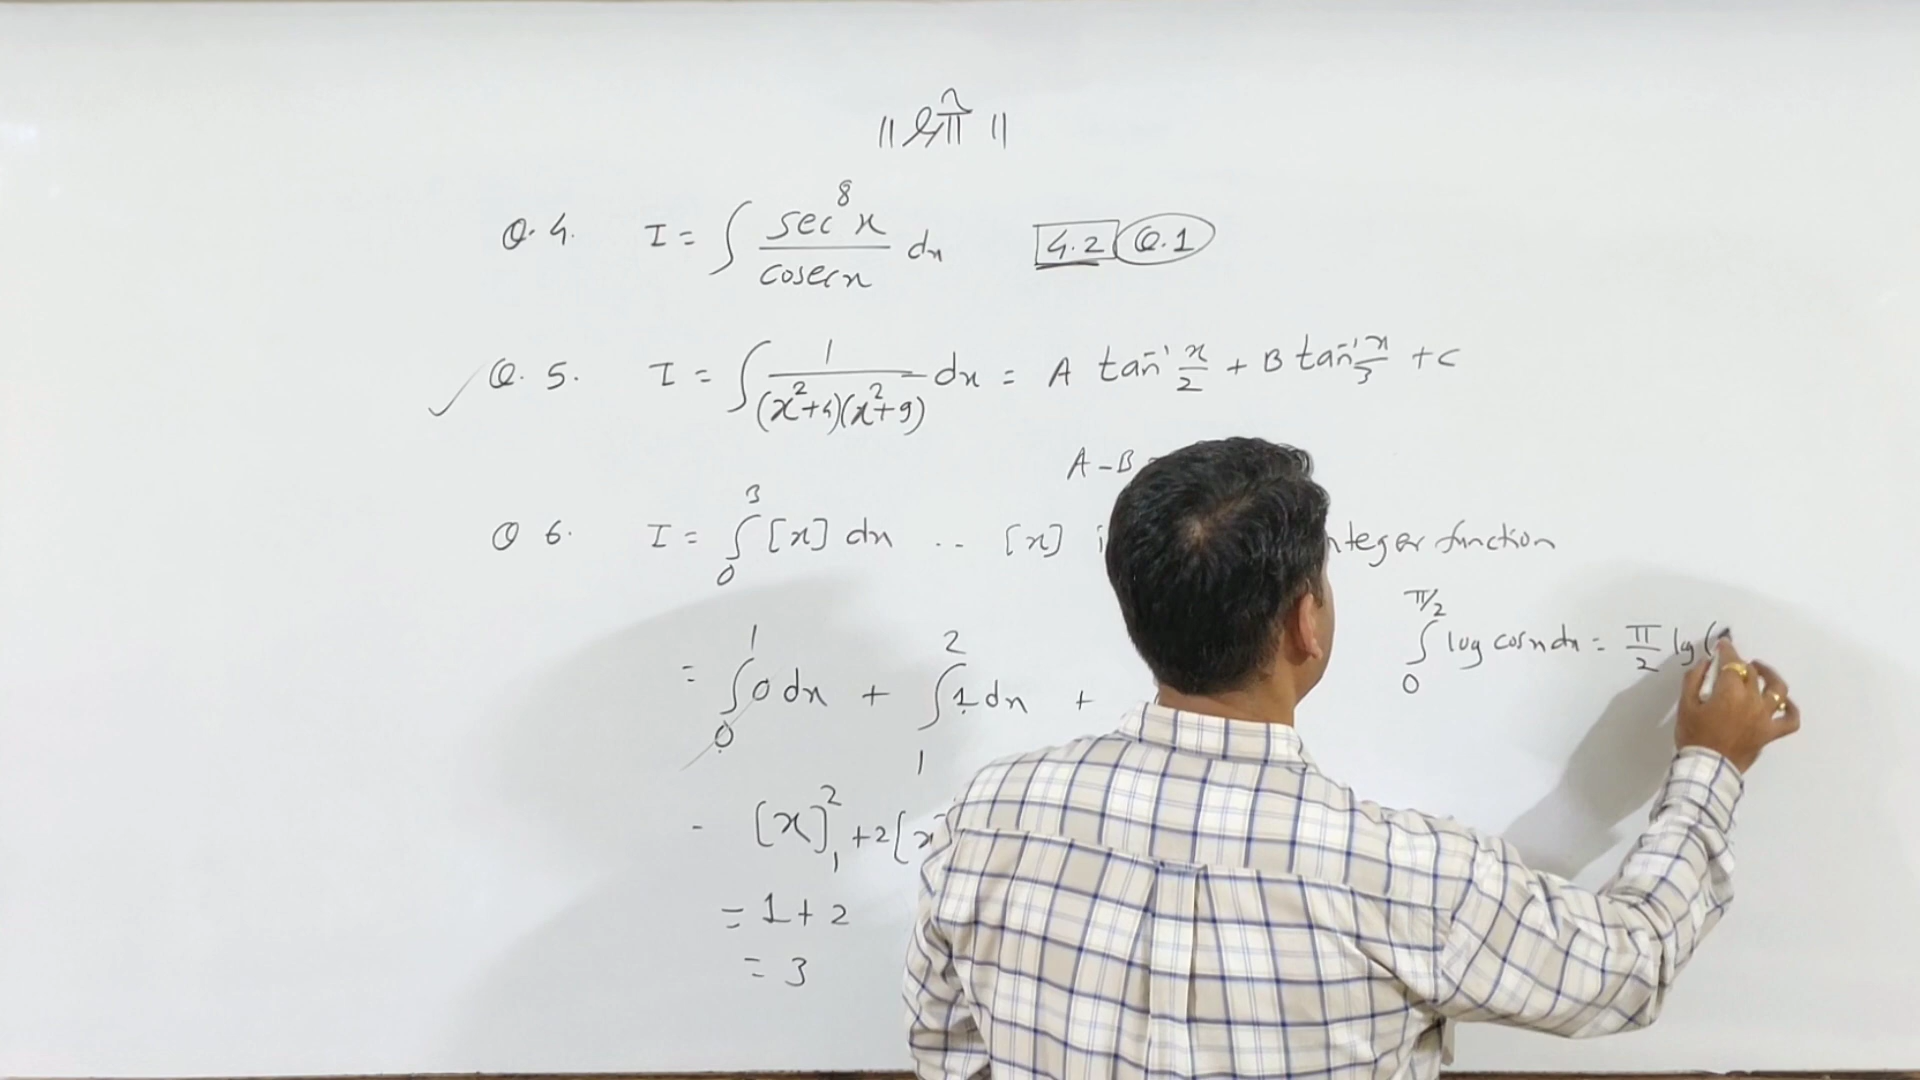 ॥ श्री ॥
Q. 4. I = ∫ sec⁸x / cosecx dx 4.2 Q.1
Q. 5. I = ∫ 1 / (x²+4)(x²+9) dx = A tan⁻¹ x/2 + B tan⁻¹ x/3 + C
A - B
Q 6. I = ∫₀³ [x] dx .. [x] i nteger function
= ∫₀¹ 0 dx + ∫₁² 1 dx +
∫₀^π/2 log cosx dx = π/2 lg (
- [x]₁² + 2[x
= 1 + 2
= 3